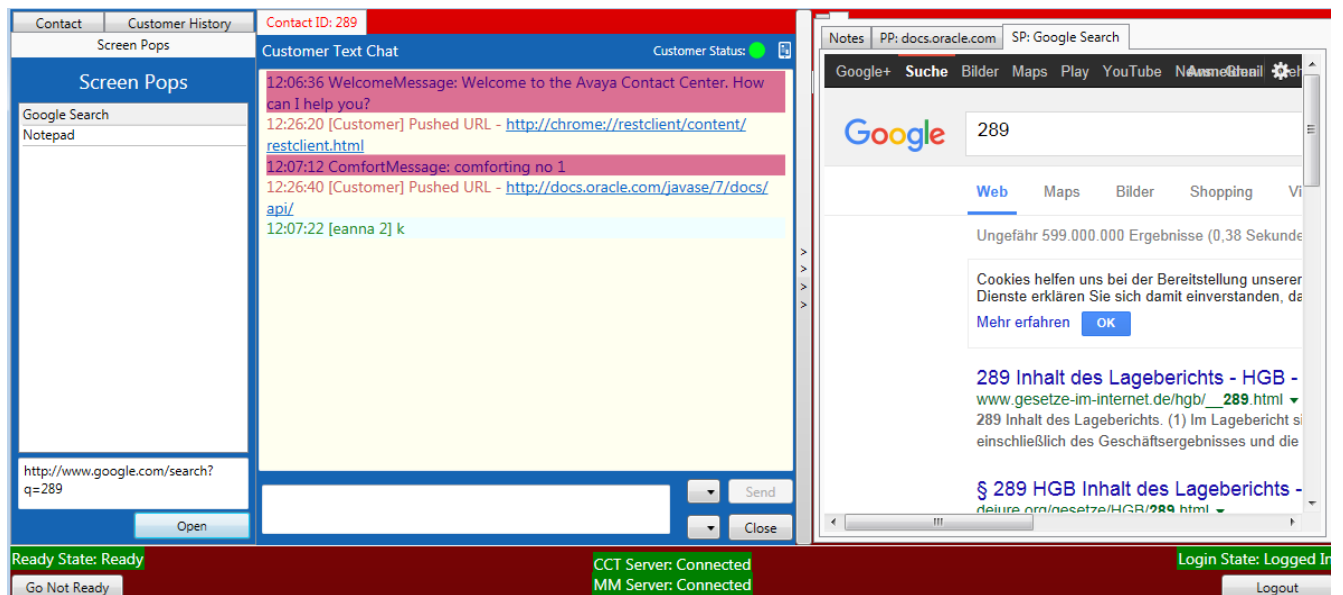 Contact
Customer History
Screen Pops
Screen Pops
Google Search
Notepad
http://www.google.com/search?
q=289
Open
Contact ID: 289
Customer Text Chat
Customer Status:
12:06:36 WelcomeMessage: Welcome to the Avaya Contact Center. How
can I help you?
12:26:20 [Customer] Pushed URL - http://chrome://restclient/content/
restclient.html
12:07:12 ComfortMessage: comforting no 1
12:26:40 [Customer] Pushed URL - http://docs.oracle.com/javase/7/docs/
api/
12:07:22 [eanna 2] k
Send
Close
>
>
>
>
Notes
PP: docs.oracle.com
SP: Google Search
Google+ Suche Bilder Maps Play YouTube
Google
289
Web Maps Bilder Shopping Vi
Ungefähr 599.000.000 Ergebnisse (0,38 Sekunde
Cookies helfen uns bei der Bereitstellung unserer
Dienste erklären Sie sich damit einverstanden, da
Mehr erfahren
OK
289 Inhalt des Lageberichts - HGB -
www.gesetze-im-internet.de/hgb/__289.html
289 Inhalt des Lageberichts. (1) Im Lagebericht si
einschließlich des Geschäftsergebnisses und die
§ 289 HGB Inhalt des Lageberichts -
dejure.org/gesetze/HGB/289.html
Ready State: Ready
Go Not Ready
CCT Server: Connected
MM Server: Connected
Login State: Logged In
Logout